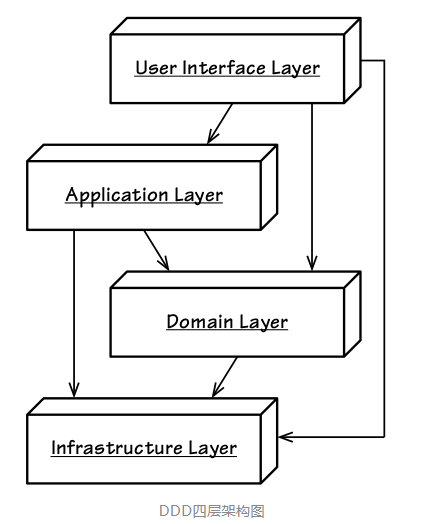 User Interface Layer
Application Layer
Domain Layer
Infrastructure Layer
DDD四层架构图